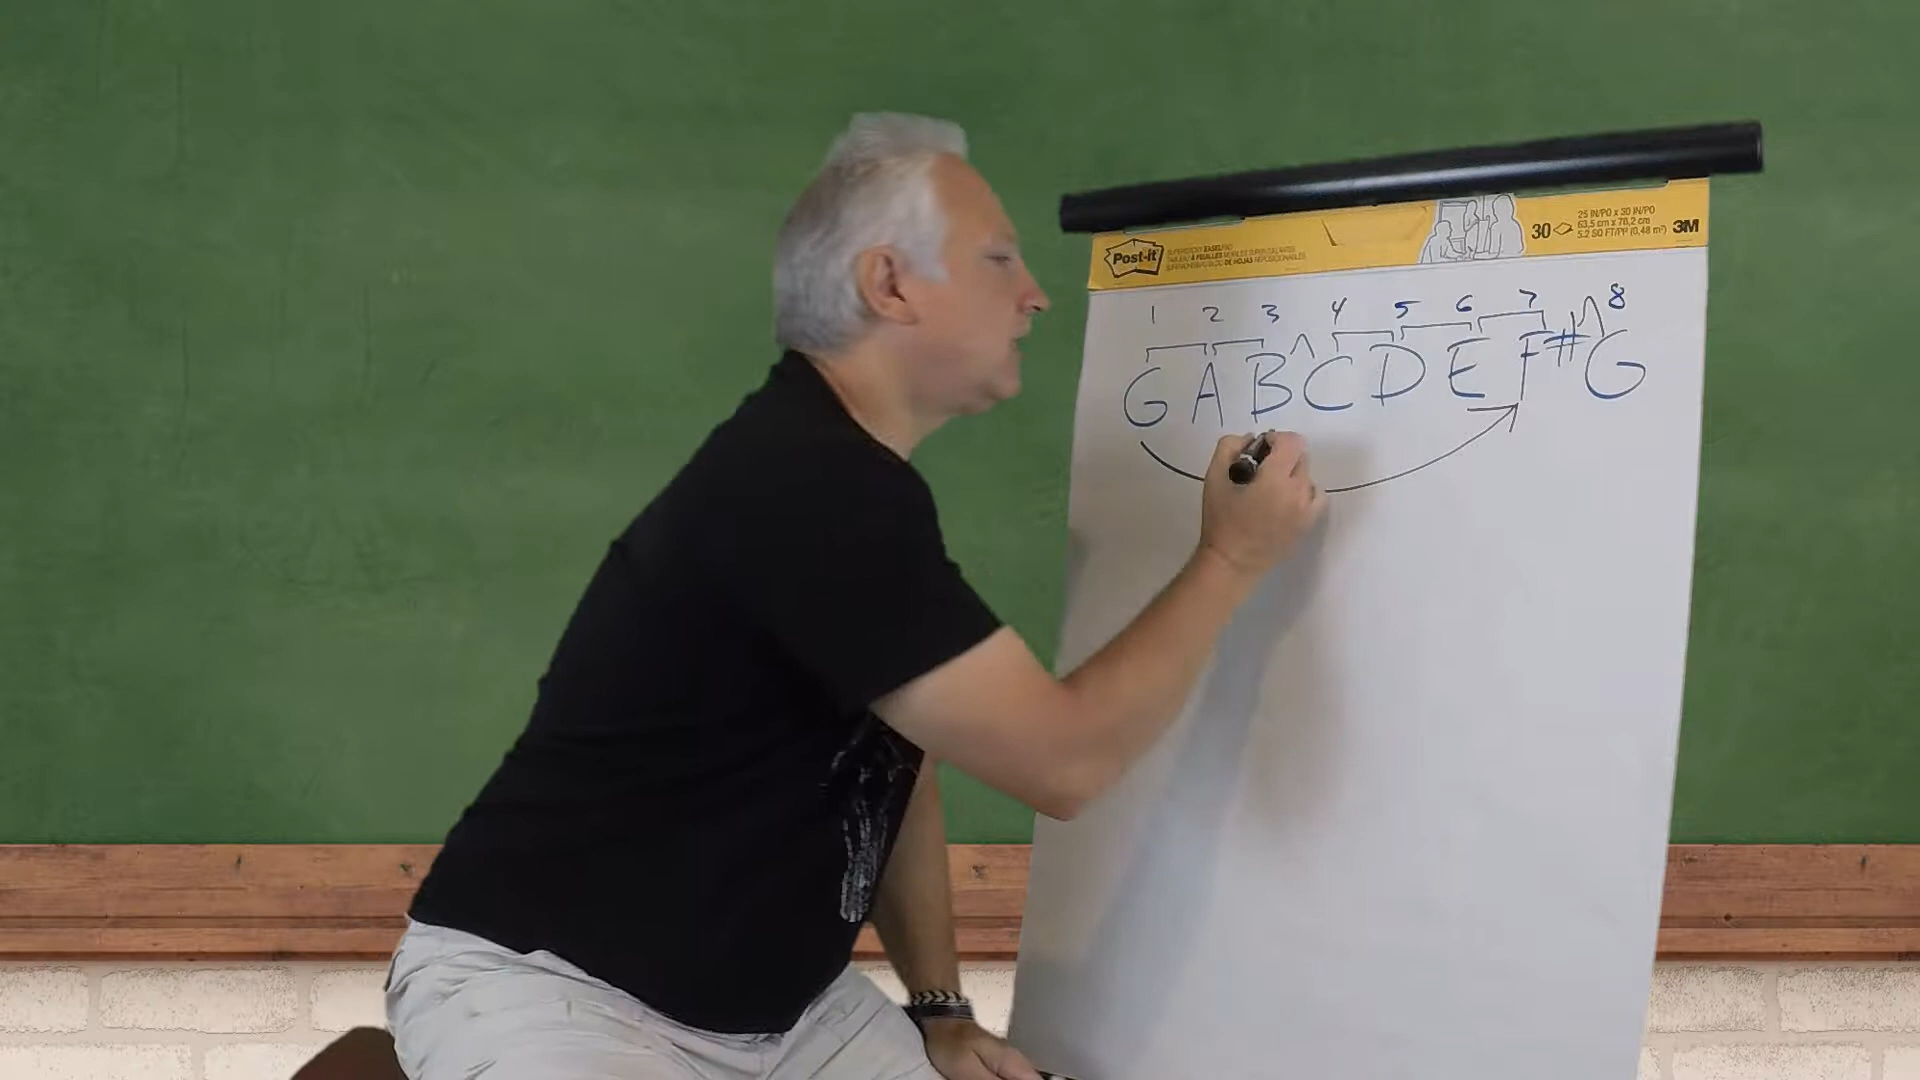 Post-it
SUPER STICKY EASEL PAD
30
25 IN/PO x 30 IN/PO
63,5 cm x 76,2 cm
5.2 SQ FT/PI² (0,48 m²)
3M
1 2 3 4 5 6 7 8
G A B C D E F# G